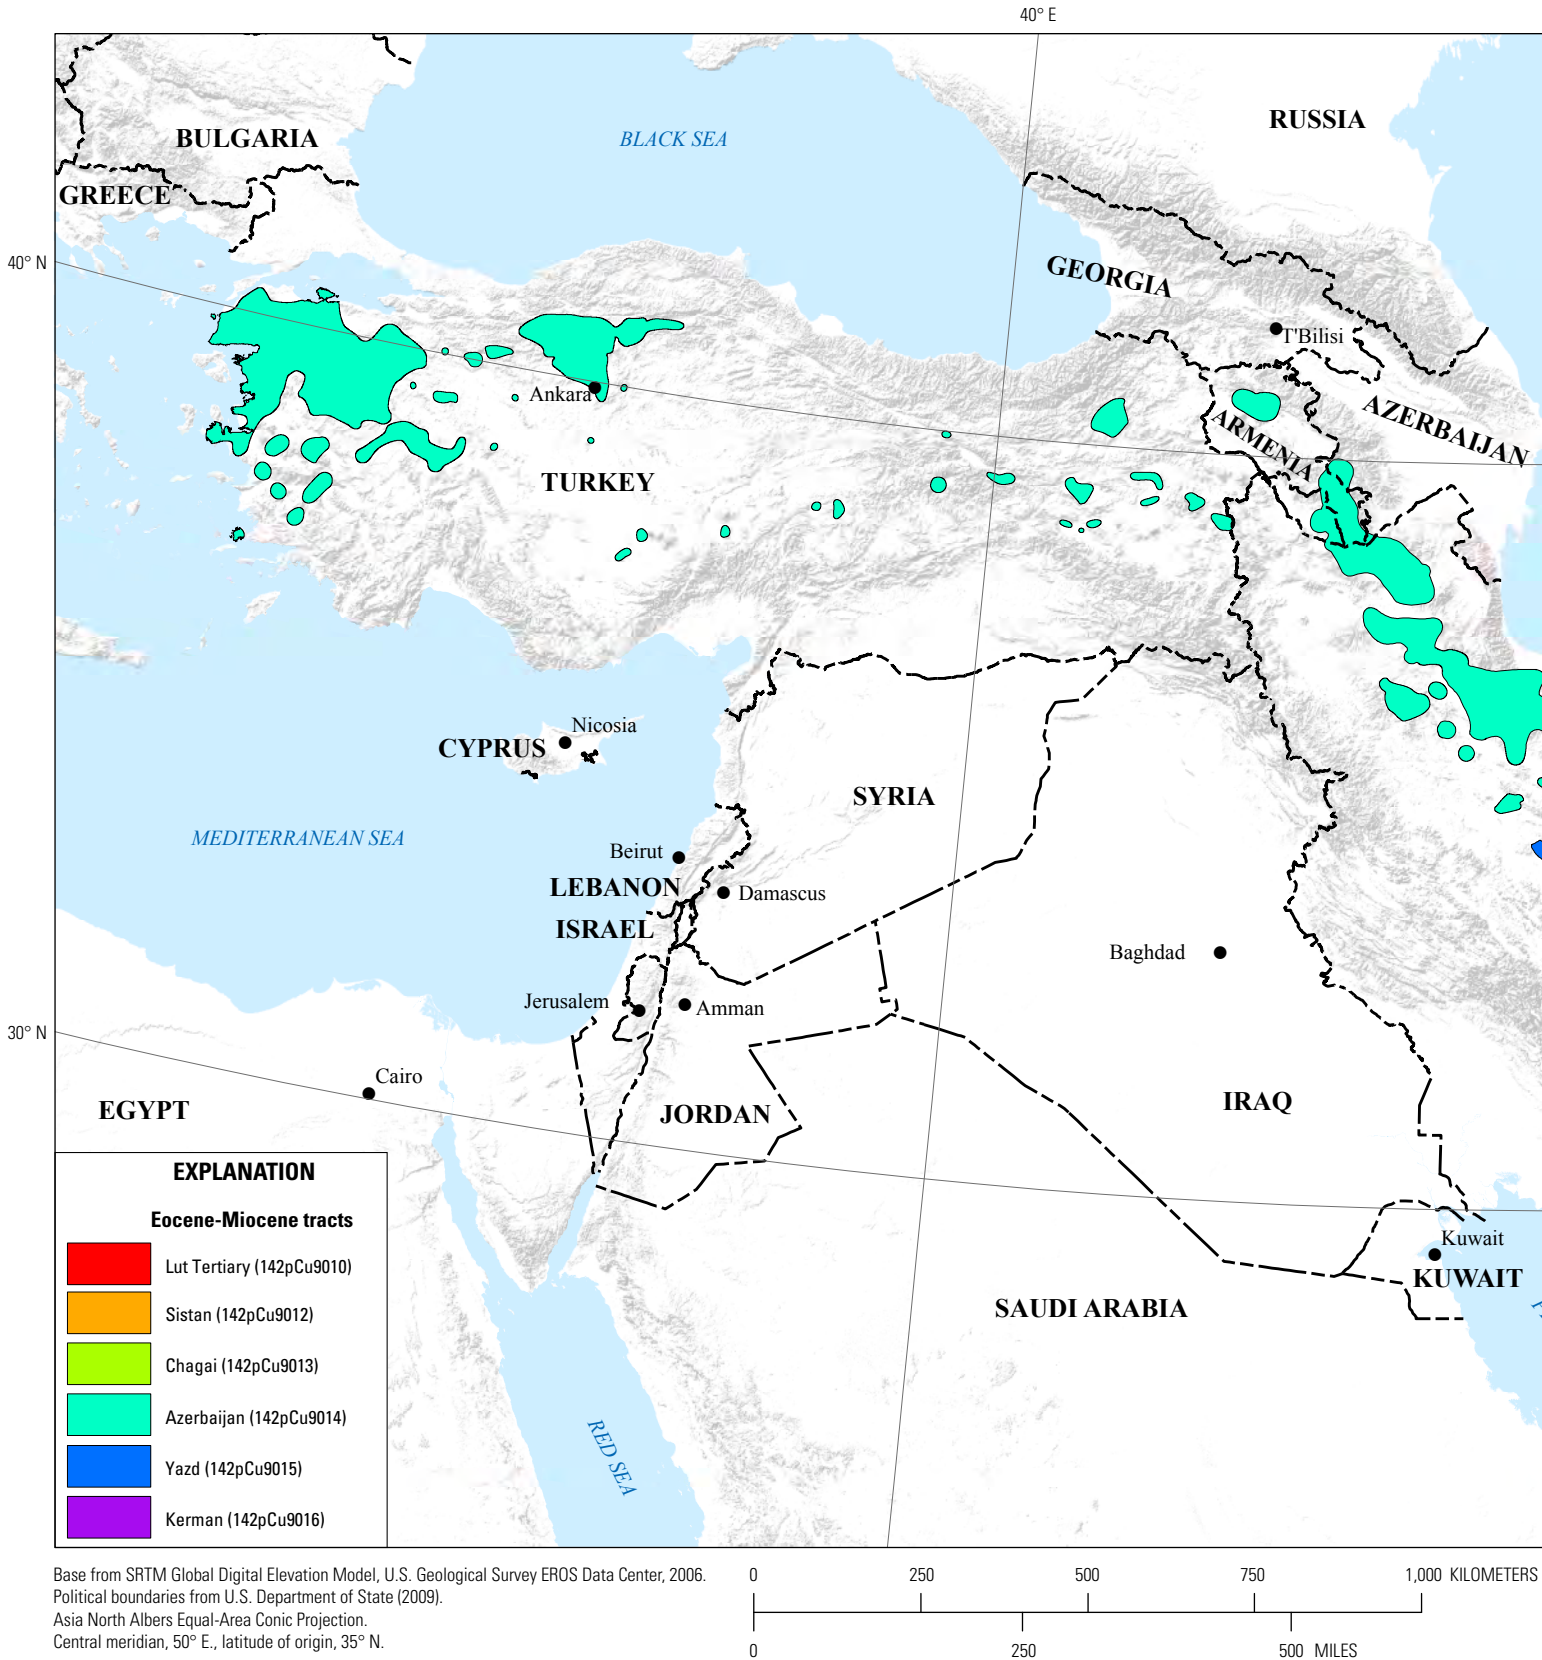 40° E
RUSSIA
BULGARIA
BLACK SEA
GREECE
40° N
GEORGIA
T'Bilisi
Ankara
AZERBAIJAN
ARMENIA
TURKEY
Nicosia
CYPRUS
SYRIA
MEDITERRANEAN SEA
Beirut
LEBANON
Damascus
ISRAEL
Baghdad
Jerusalem
Amman
30° N
Cairo
EGYPT
JORDAN
IRAQ
Kuwait
KUWAIT
SAUDI ARABIA
RED SEA
EXPLANATION
Eocene-Miocene tracts
Lut Tertiary (142pCu9010)
Sistan (142pCu9012)
Chagai (142pCu9013)
Azerbaijan (142pCu9014)
Yazd (142pCu9015)
Kerman (142pCu9016)
Base from SRTM Global Digital Elevation Model, U.S. Geological Survey EROS Data Center, 2006.
Political boundaries from U.S. Department of State (2009).
Asia North Albers Equal-Area Conic Projection.
Central meridian, 50° E., latitude of origin, 35° N.
0 250 500 750 1,000 KILOMETERS
0 250 500 MILES